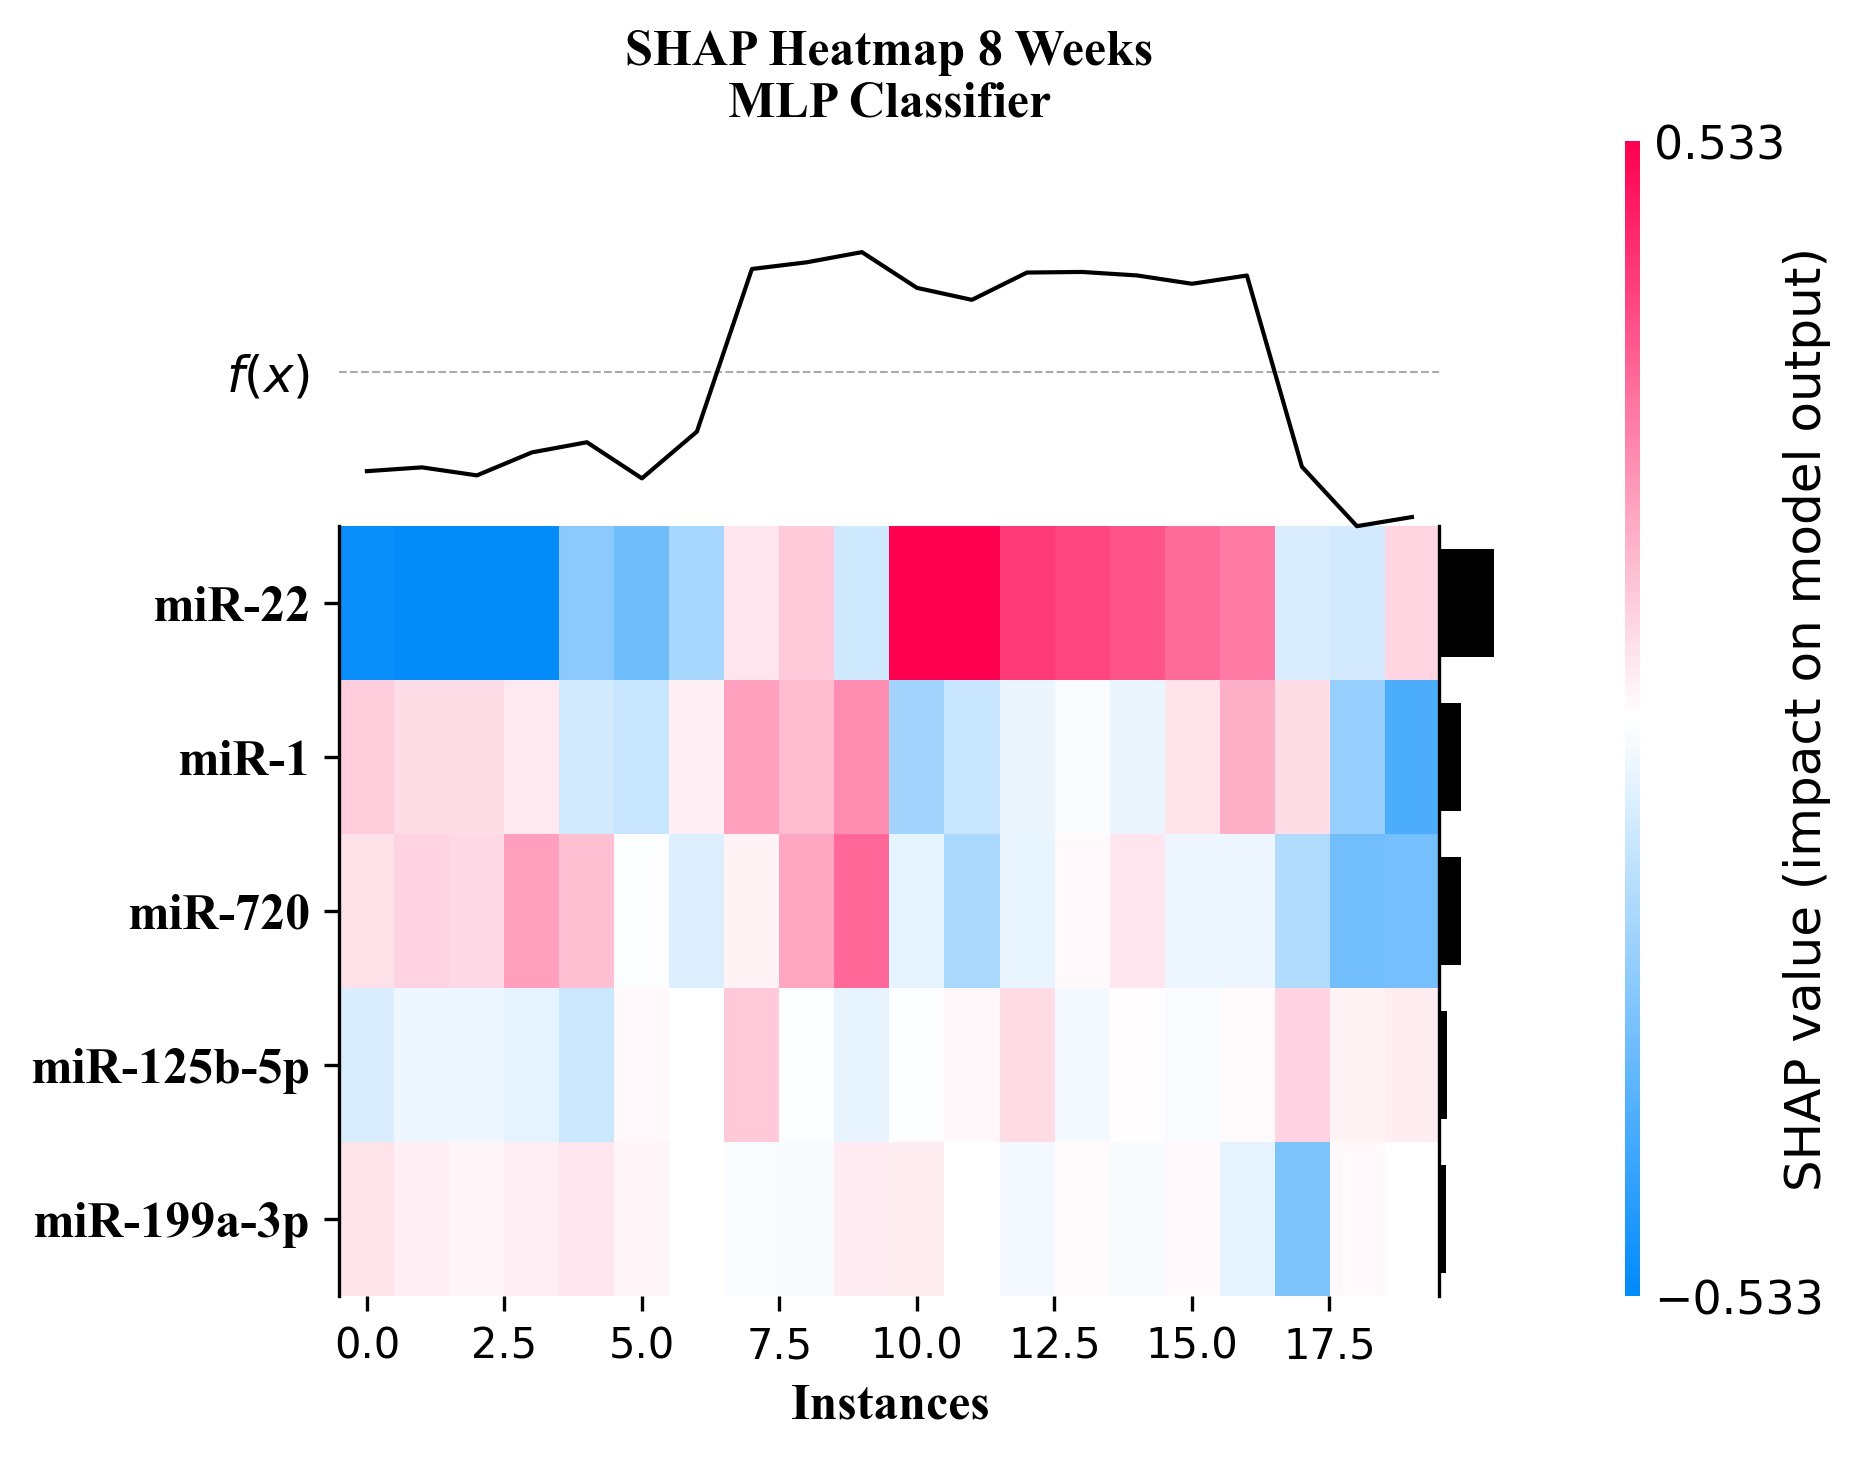 SHAP Heatmap 8 Weeks
MLP Classifier
0.533
f(x)
miR-22
miR-1
miR-720
miR-125b-5p
miR-199a-3p
0.0 2.5 5.0 7.5 10.0 12.5 15.0 17.5
Instances
−0.533
SHAP value (impact on model output)